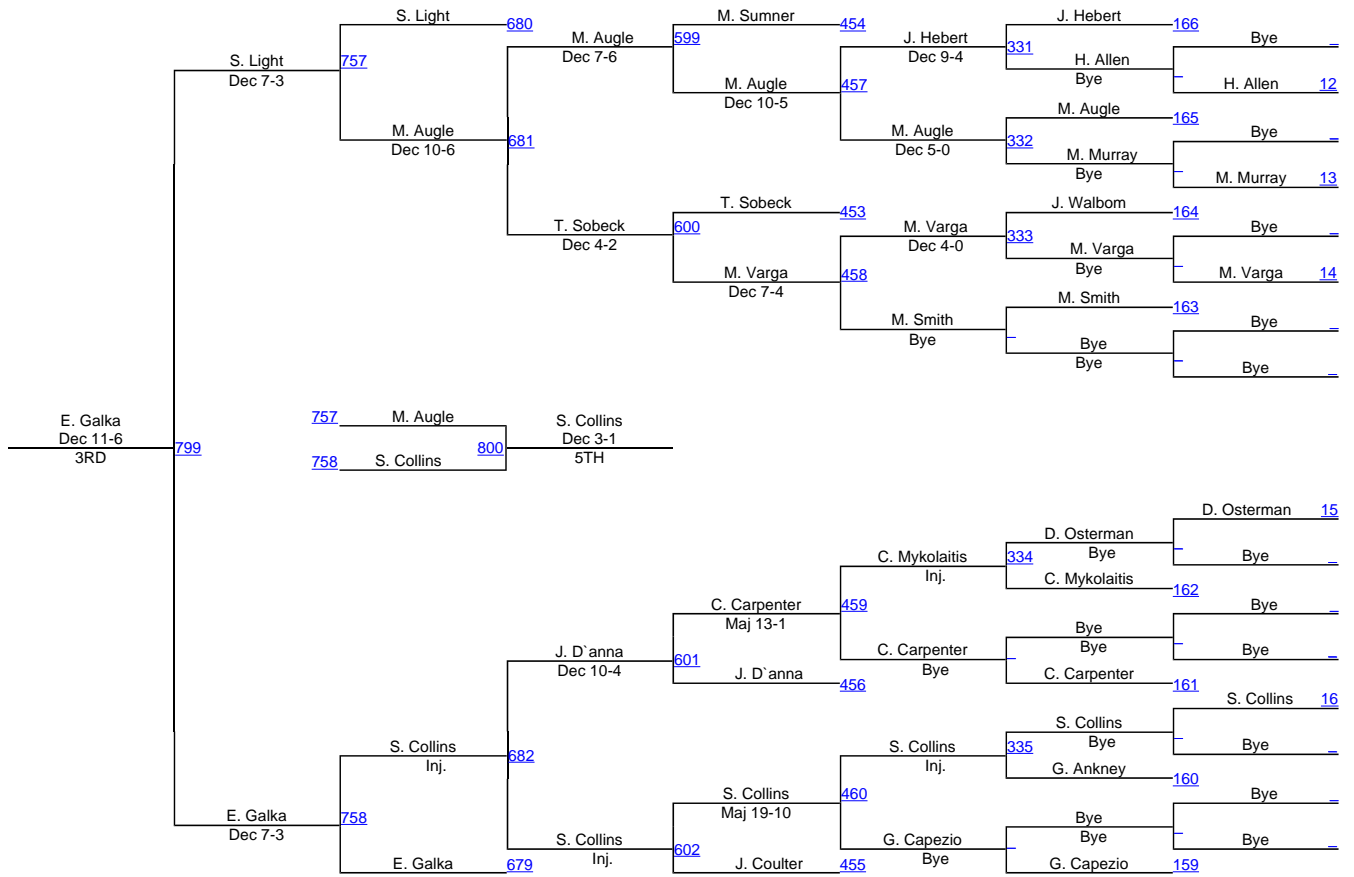 S. Light 680 M. Sumner 454 J. Hebert 166
M. Augle 599 J. Hebert Bye _
S. Light 757 Dec 7-6 Dec 9-4 331 H. Allen
Dec 7-3 M. Augle 457 Bye _ H. Allen 12
Dec 10-5 M. Augle 165
M. Augle 681 M. Augle 332 Bye _
Dec 10-6 Dec 5-0 M. Murray
Bye _ M. Murray 13
T. Sobeck 453 J. Walbom 164
T. Sobeck 600 M. Varga 333 Bye _
Dec 4-2 Dec 4-0 M. Varga
M. Varga 458 Bye _ M. Varga 14
Dec 7-4 M. Smith 163
M. Smith _ Bye _
Bye Bye
Bye _ Bye _
E. Galka 757 M. Augle S. Collins
Dec 11-6 799 800 Dec 3-1
3RD 758 S. Collins 5TH
D. Osterman 15
D. Osterman _
C. Mykolaitis 334 Bye Bye _
Inj. C. Mykolaitis 162
C. Carpenter 459 Bye _
Maj 13-1 Bye _
J. D`anna 601 C. Carpenter _ Bye Bye _
Dec 10-4 J. D`anna 456 Bye C. Carpenter 161
S. Collins 16
S. Collins _
S. Collins 682 S. Collins 335 Bye Bye _
Inj. Inj. G. Ankney 160
S. Collins 460 Bye _
E. Galka 758 Maj 19-10 Bye _
Dec 7-3 S. Collins 602 G. Capezio _ Bye Bye _
Inj. Bye
E. Galka 679 J. Coulter 455 G. Capezio 159